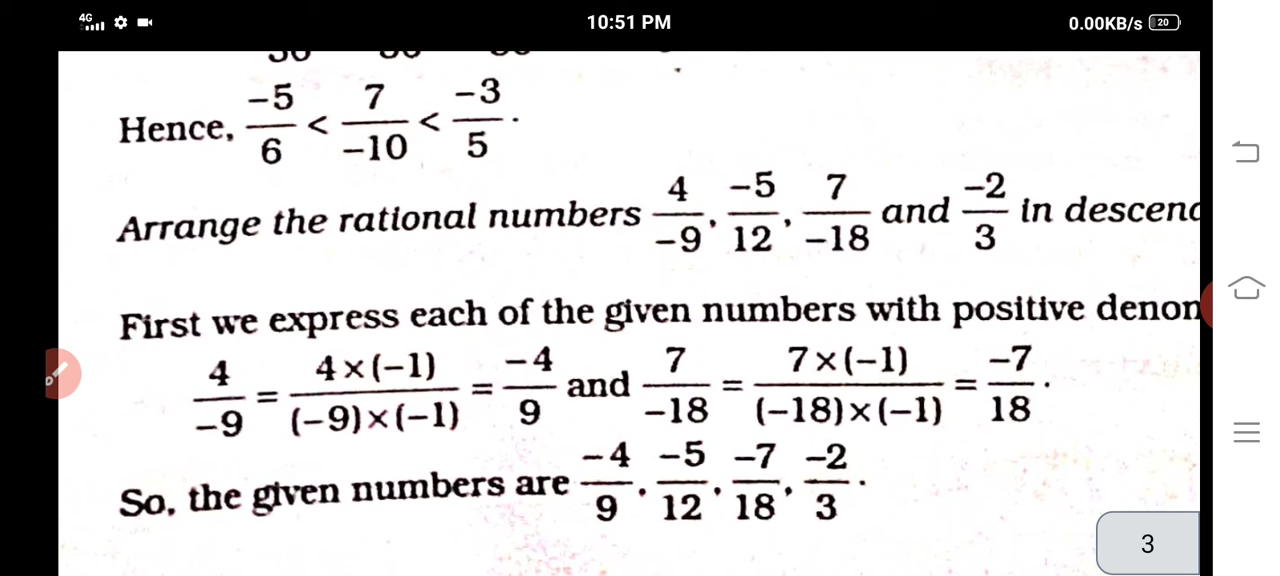 4G 10:51 PM 0.00KB/s 20
Hence, -5/6 < 7/-10 < -3/5.
Arrange the rational numbers 4/-9, -5/12, 7/-18 and -2/3 in descend
First we express each of the given numbers with positive denom
4/-9 = 4×(-1)/(-9)×(-1) = -4/9 and 7/-18 = 7×(-1)/(-18)×(-1) = -7/18.
So, the given numbers are -4/9, -5/12, -7/18, -2/3.
3